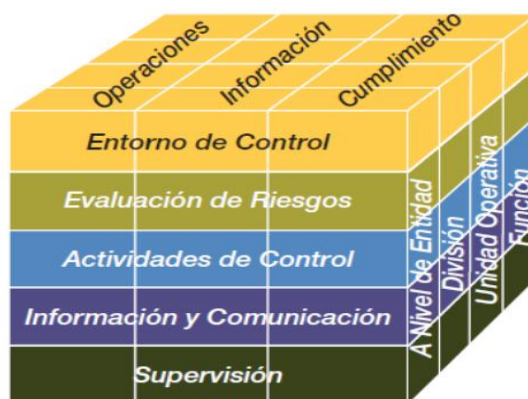 Operaciones
Información
Cumplimiento
Entorno de Control
Evaluación de Riesgos
Actividades de Control
Información y Comunicación
Supervisión
A Nivel de Entidad
División
Unidad Operativa
Función